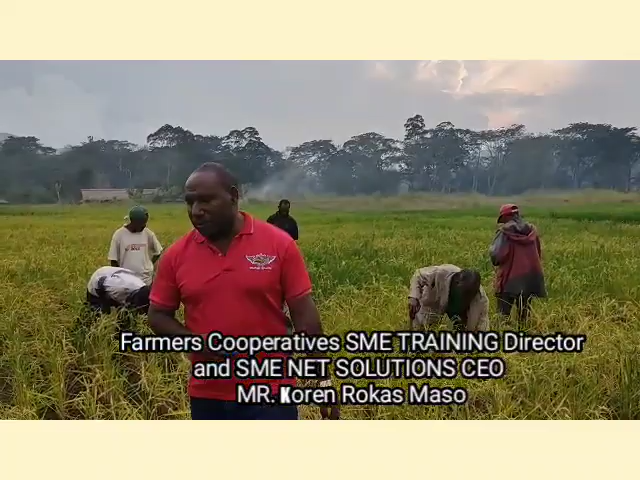 Farmers Cooperatives SME TRAINING Director
and SME NET SOLUTIONS CEO
MR. Koren Rokas Maso